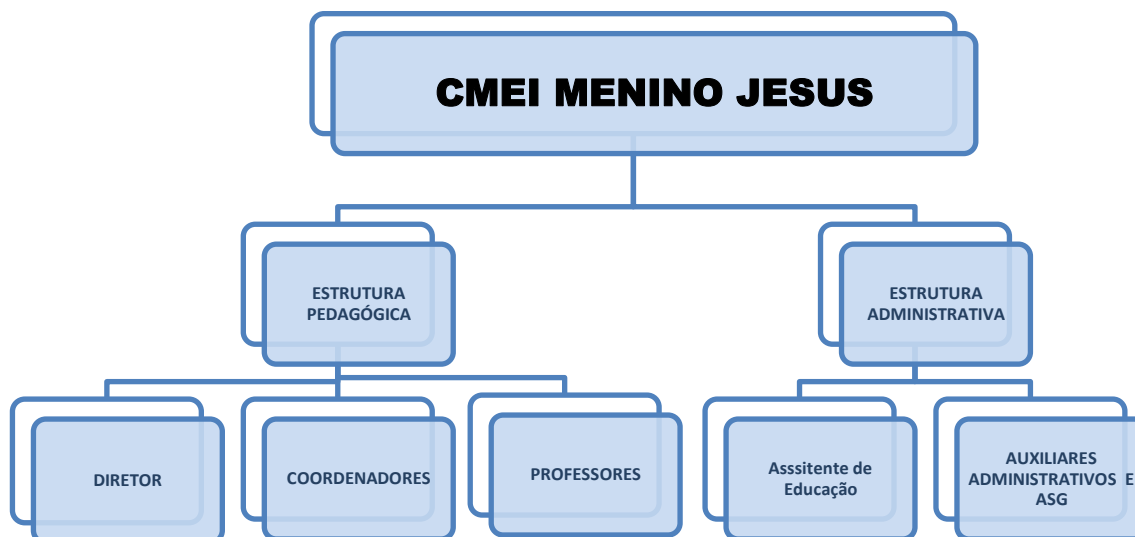 CMEI MENINO JESUS
ESTRUTURA
PEDAGÓGICA
ESTRUTURA
ADMINISTRATIVA
DIRETOR
COORDENADORES
PROFESSORES
Asssitente de
Educação
AUXILIARES
ADMINISTRATIVOS E
ASG